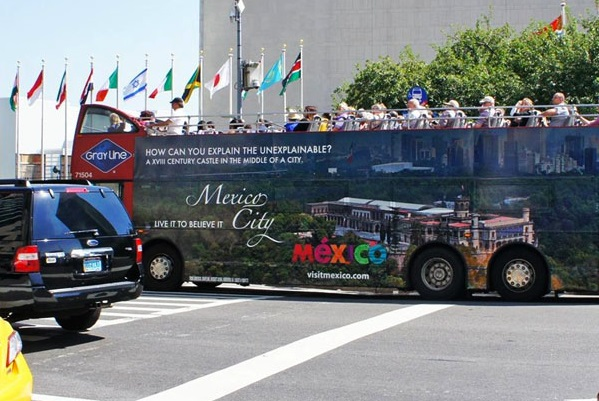 Gray Line
71504
HOW CAN YOU EXPLAIN THE UNEXPLAINABLE?
A XVIII CENTURY CASTLE IN THE MIDDLE OF A CITY.
Mexico
City
LIVE IT TO BELIEVE IT
MÉXICO
visitmexico.com
Ford